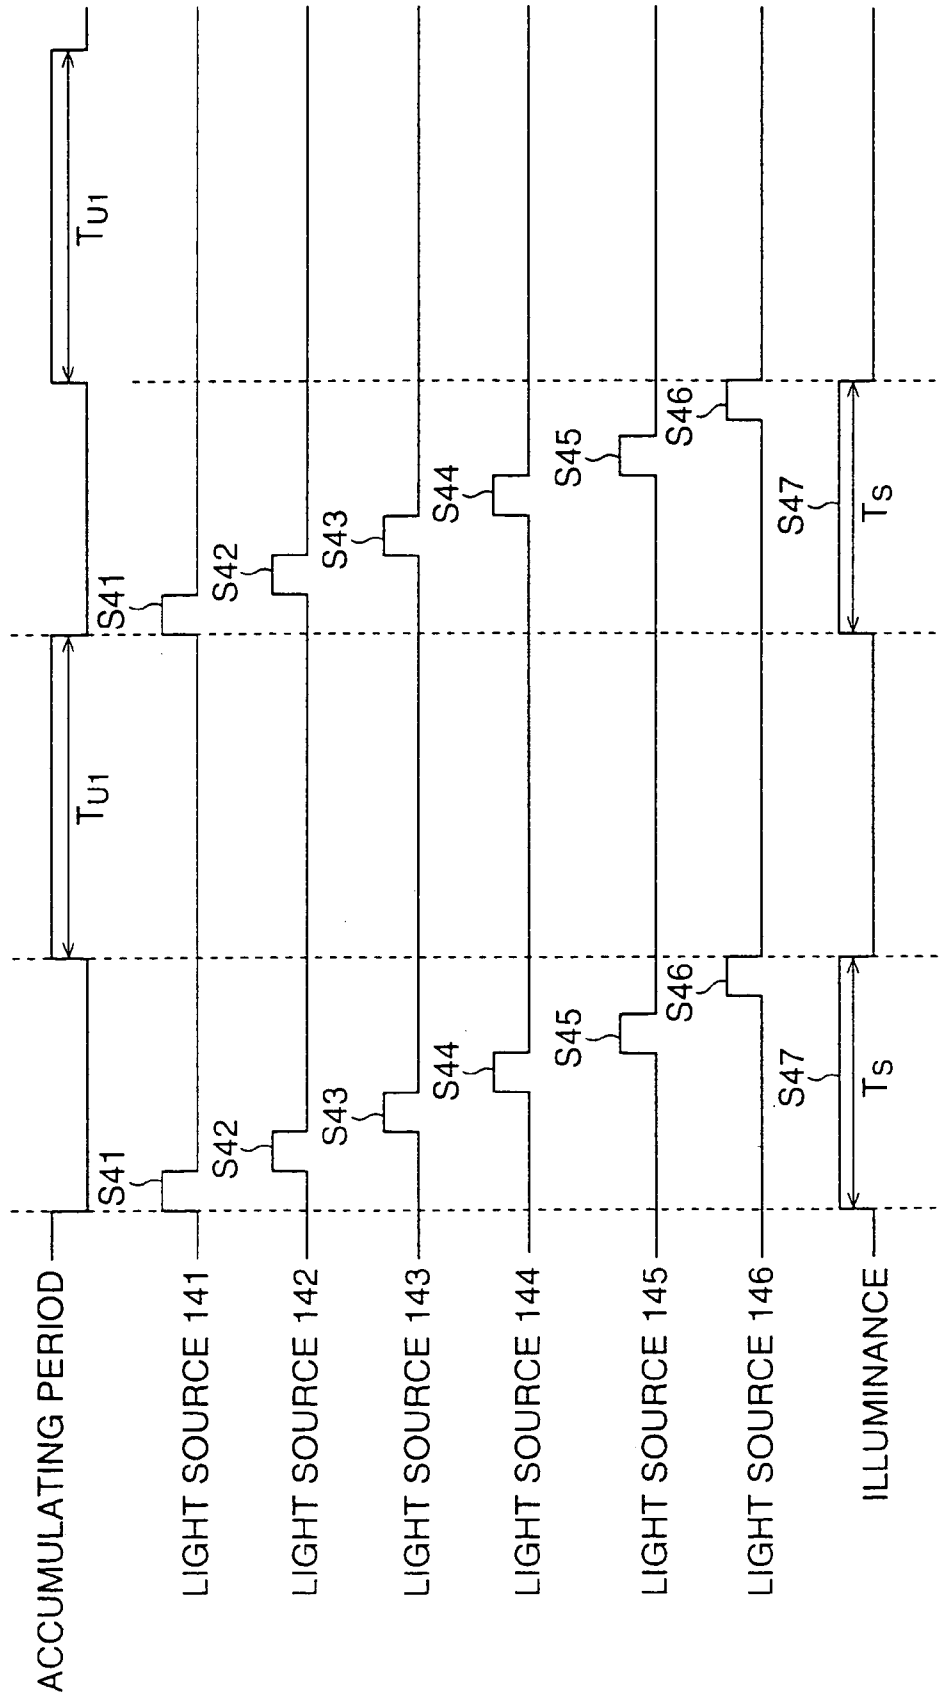 ACCUMULATING PERIOD
TU1
TU1
LIGHT SOURCE 141
S41
S41
LIGHT SOURCE 142
S42
S42
LIGHT SOURCE 143
S43
S43
LIGHT SOURCE 144
S44
S44
LIGHT SOURCE 145
S45
S45
LIGHT SOURCE 146
S46
S46
ILLUMINANCE
S47
TS
S47
TS